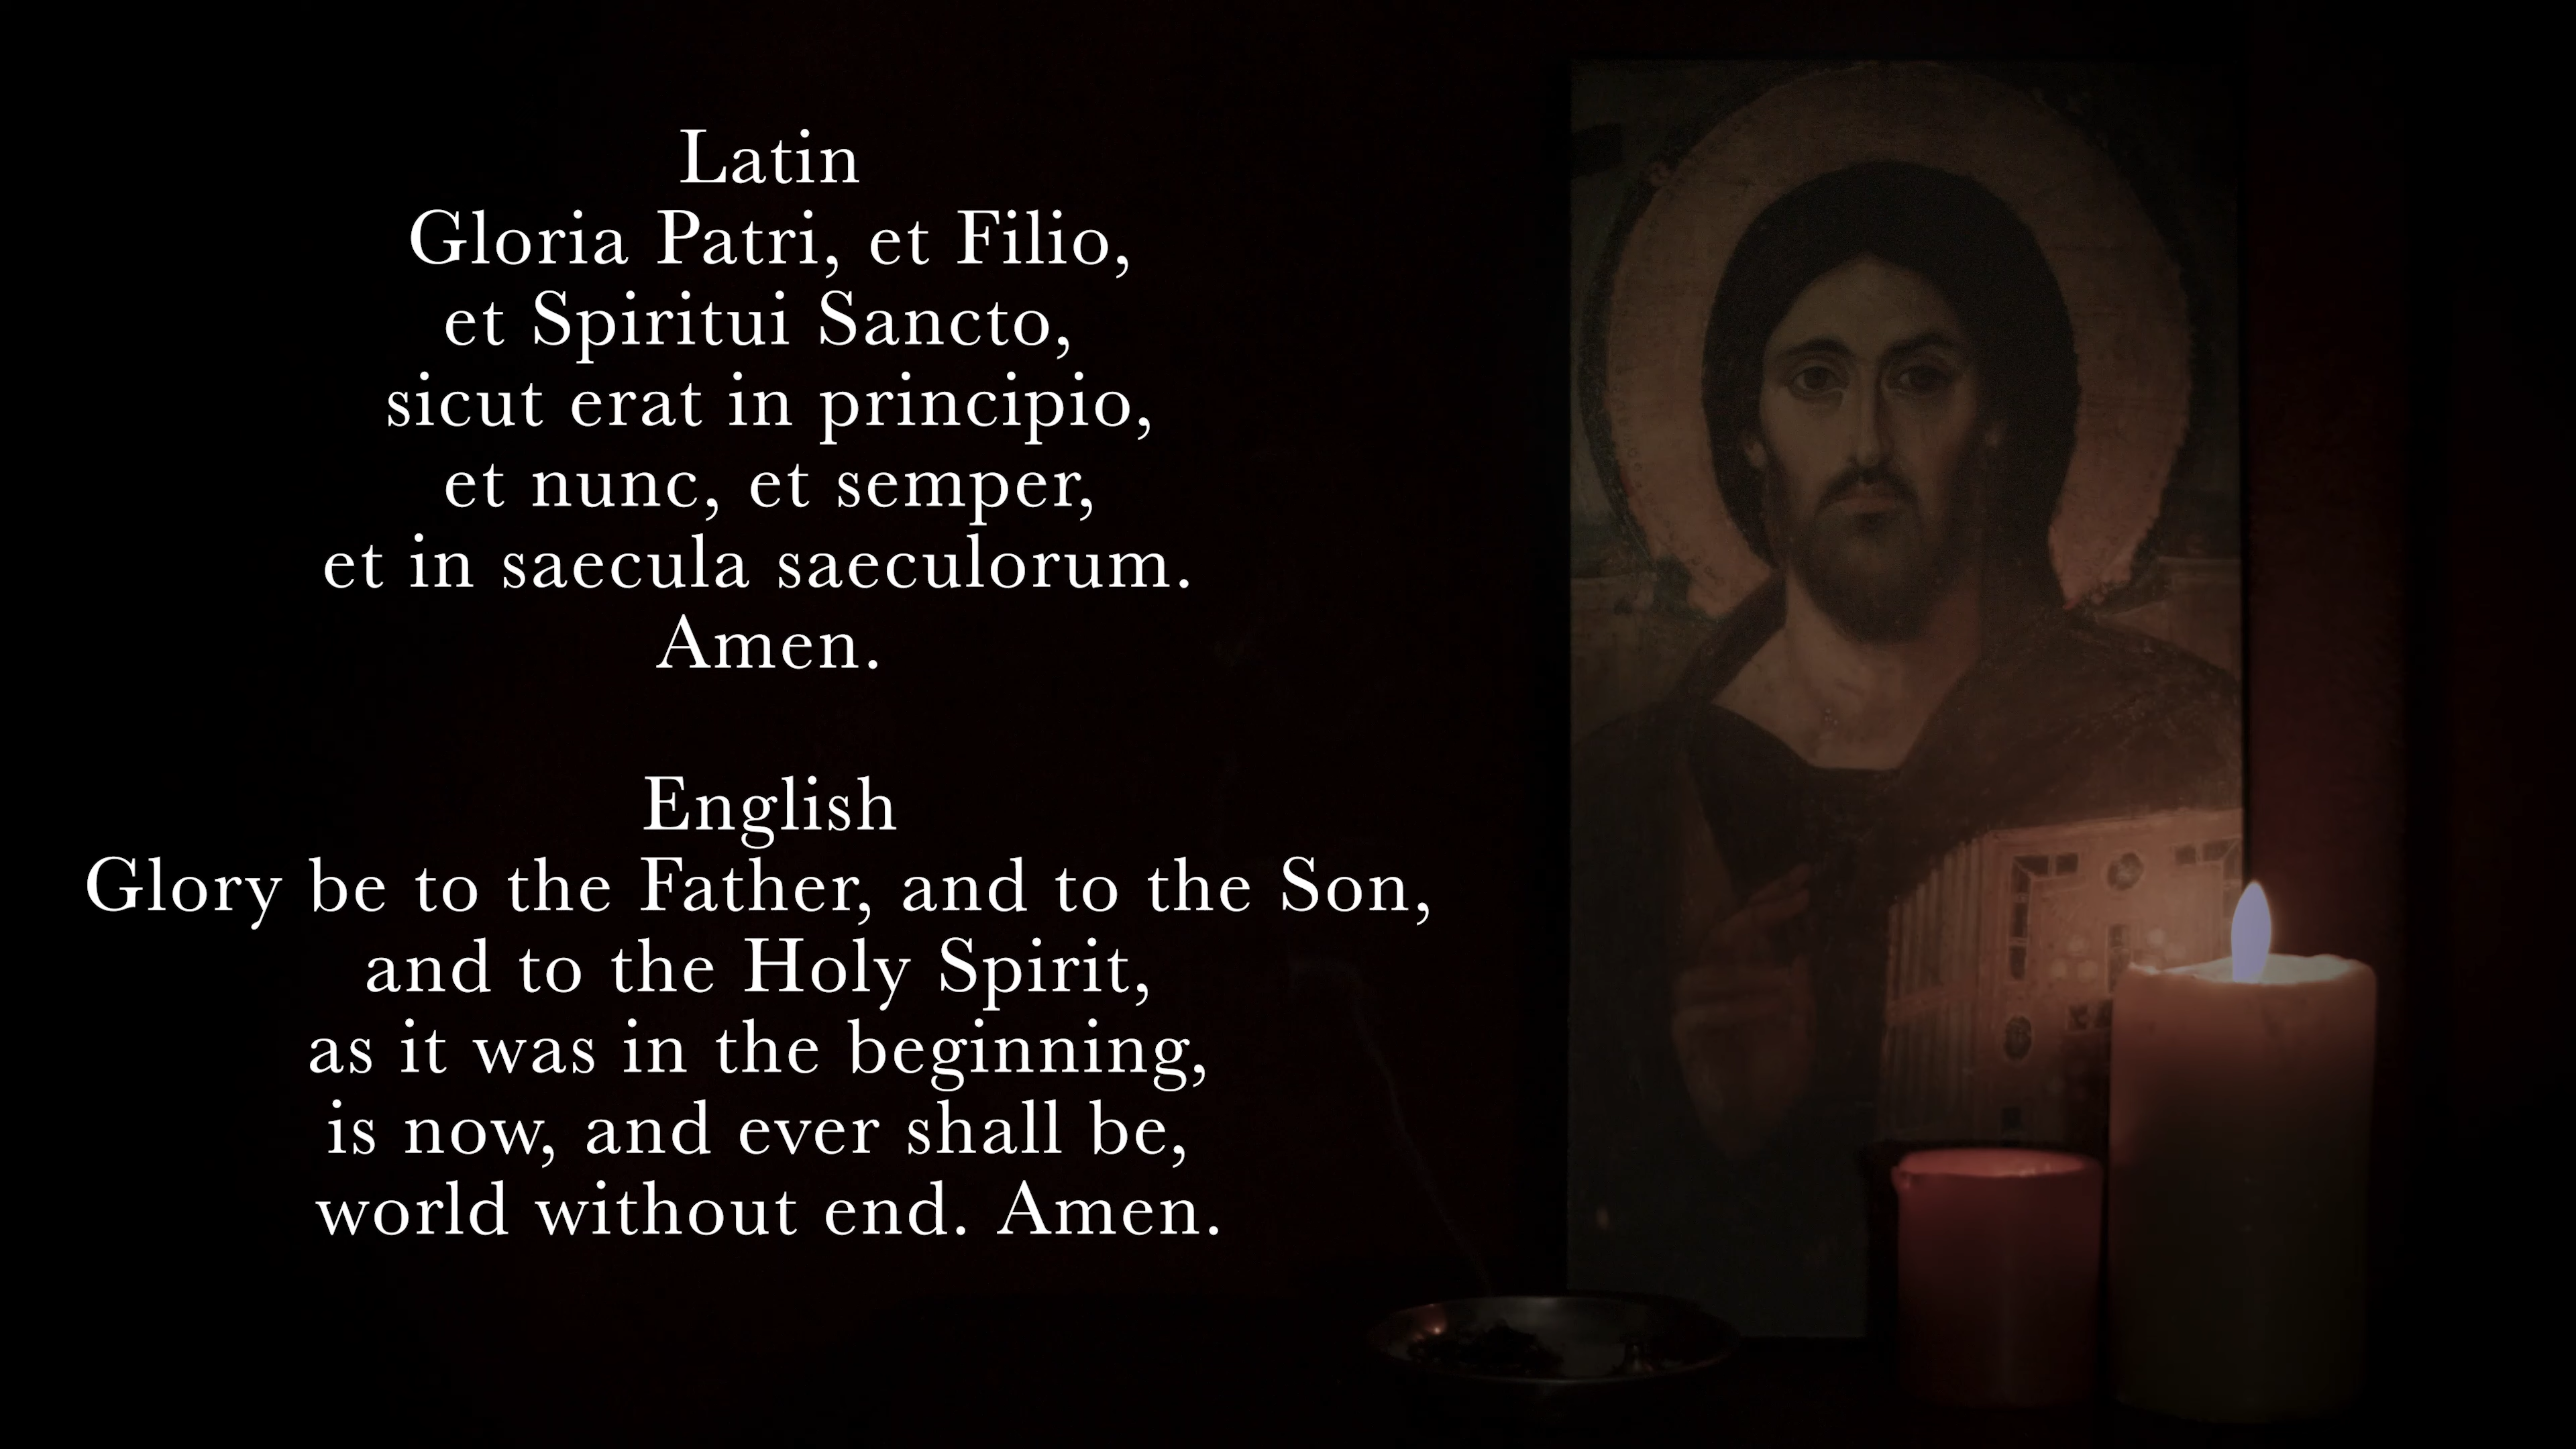 Latin
Gloria Patri, et Filio,
et Spiritui Sancto,
sicut erat in principio,
et nunc, et semper,
et in saecula saeculorum.
Amen.
English
Glory be to the Father, and to the Son,
and to the Holy Spirit,
as it was in the beginning,
is now, and ever shall be,
world without end. Amen.